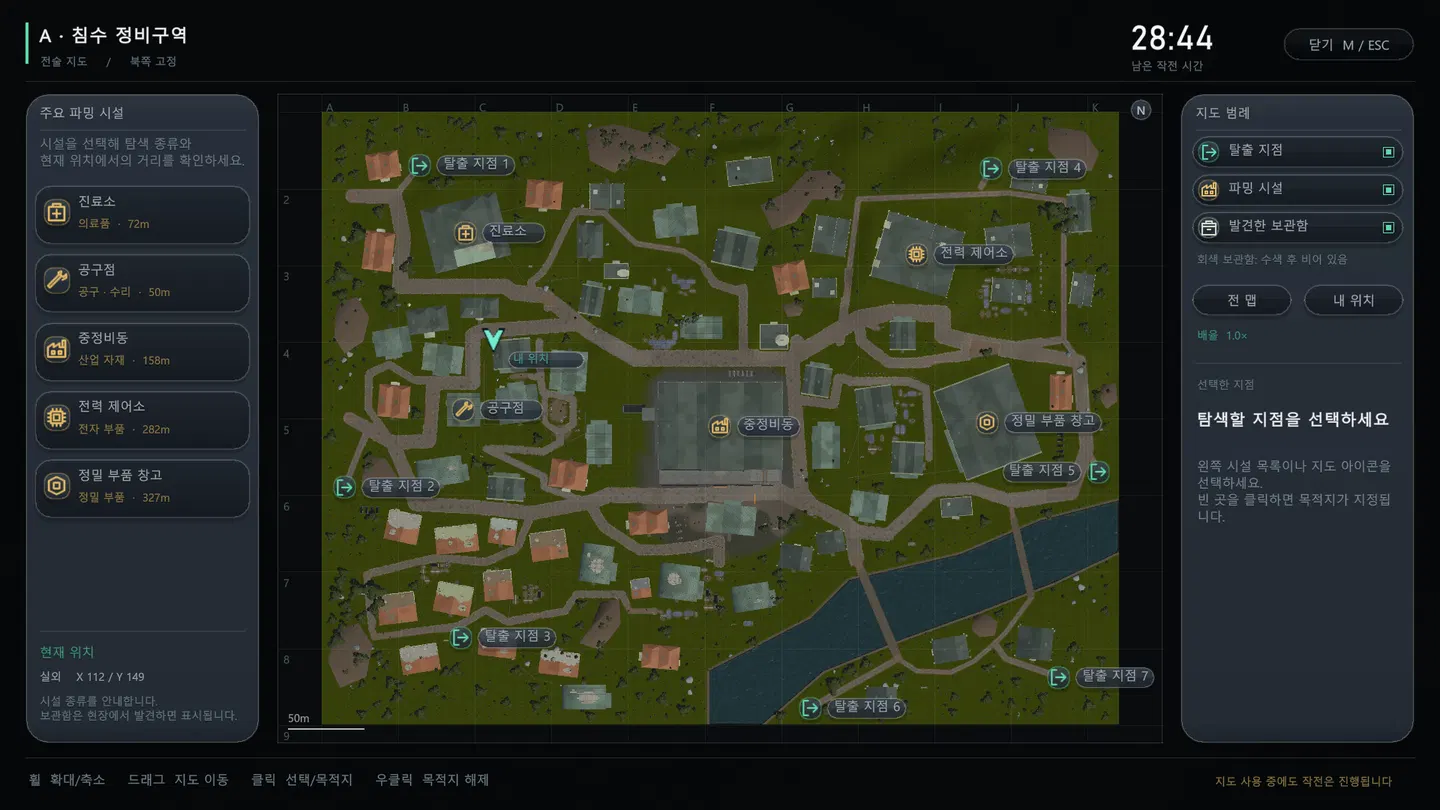 A · 침수 정비구역
전술 지도 / 북쪽 고정
28:44
남은 작전 시간
닫기 M / ESC
주요 파밍 시설
시설을 선택해 탐색 종류와
현재 위치에서의 거리를 확인하세요.
진료소
의료품 · 72m
공구점
공구 · 수리 · 50m
중정비동
산업 자재 · 158m
전력 제어소
전자 부품 · 282m
정밀 부품 창고
정밀 부품 · 327m
현재 위치
실외 X 112 / Y 149
시설 종류를 안내합니다.
보관함은 현장에서 발견하면 표시됩니다.
A B C D E F G H I J K
N
2
3
4
5
6
7
8
9
탈출 지점 1
탈출 지점 4
진료소
전력 제어소
내 위치
공구점
중정비동
정밀 부품 창고
탈출 지점 5
탈출 지점 2
탈출 지점 3
탈출 지점 7
탈출 지점 6
50m
지도 범례
탈출 지점
파밍 시설
발견한 보관함
회색 보관함: 수색 후 비어 있음
전 맵
내 위치
배율 1.0×
선택한 지점
탐색할 지점을 선택하세요
왼쪽 시설 목록이나 지도 아이콘을
선택하세요.
빈 곳을 클릭하면 목적지가 지정됩
니다.
휠 확대/축소 드래그 지도 이동 클릭 선택/목적지 우클릭 목적지 해제
지도 사용 중에도 작전은 진행됩니다